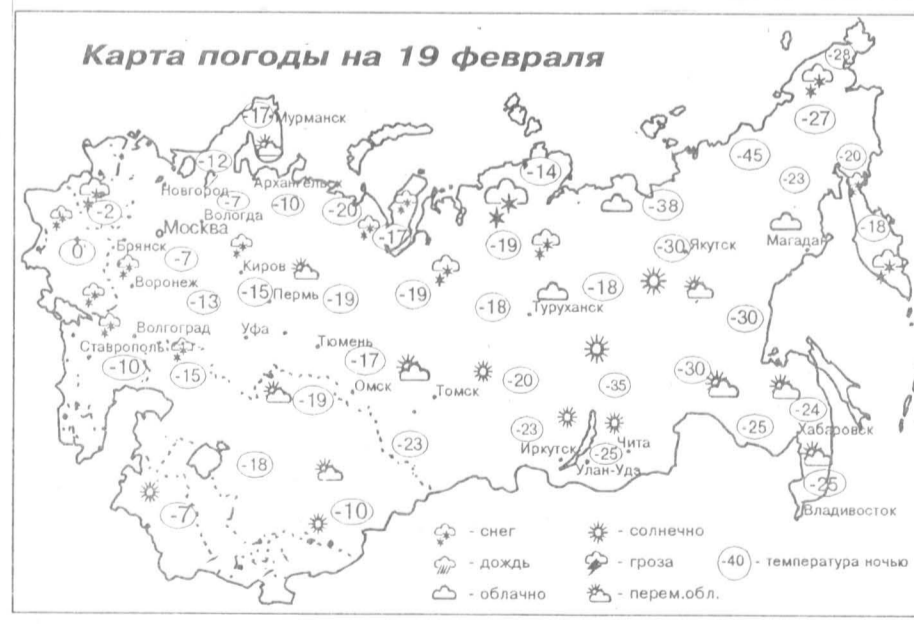 Карта погоды на 19 февраля
-28
-17
Мурманск
-27
-12
-45
-20
-14
-23
Новгород
Архангельск
-7
-10
-20
-38
-2
Вологда
-18
Москва
-17
0
-19
-30
Якутск
Магадан
Брянск
-7
Киров
Воронеж
-15
Пермь
-19
-19
-18
-18
-13
Туруханск
-30
Волгоград
Уфа
Ставрополь
Тюмень
-10
-15
-17
-20
-35
-30
Омск
Томск
-19
-24
-23
-23
-25
Хабаровск
Чита
Иркутск
-25
Улан-Удэ
-18
-25
Владивосток
-7
-10
- снег
- солнечно
- дождь
- гроза
-40 - температура ночью
- облачно
- перем.обл.